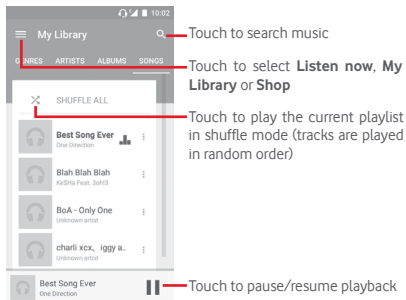 10:02
My Library
GENRES ARTISTS ALBUMS SONGS
SHUFFLE ALL
Best Song Ever
One Direction
Blah Blah Blah
Ke$Ha Feat. 3oh!3
BoA - Only One
Unknown artist
charli xcx、 iggy a..
Unknown artist
Best Song Ever
One Direction
Touch to search music
Touch to select Listen now, My
Library or Shop
Touch to play the current playlist
in shuffle mode (tracks are played
in random order)
Touch to pause/resume playback